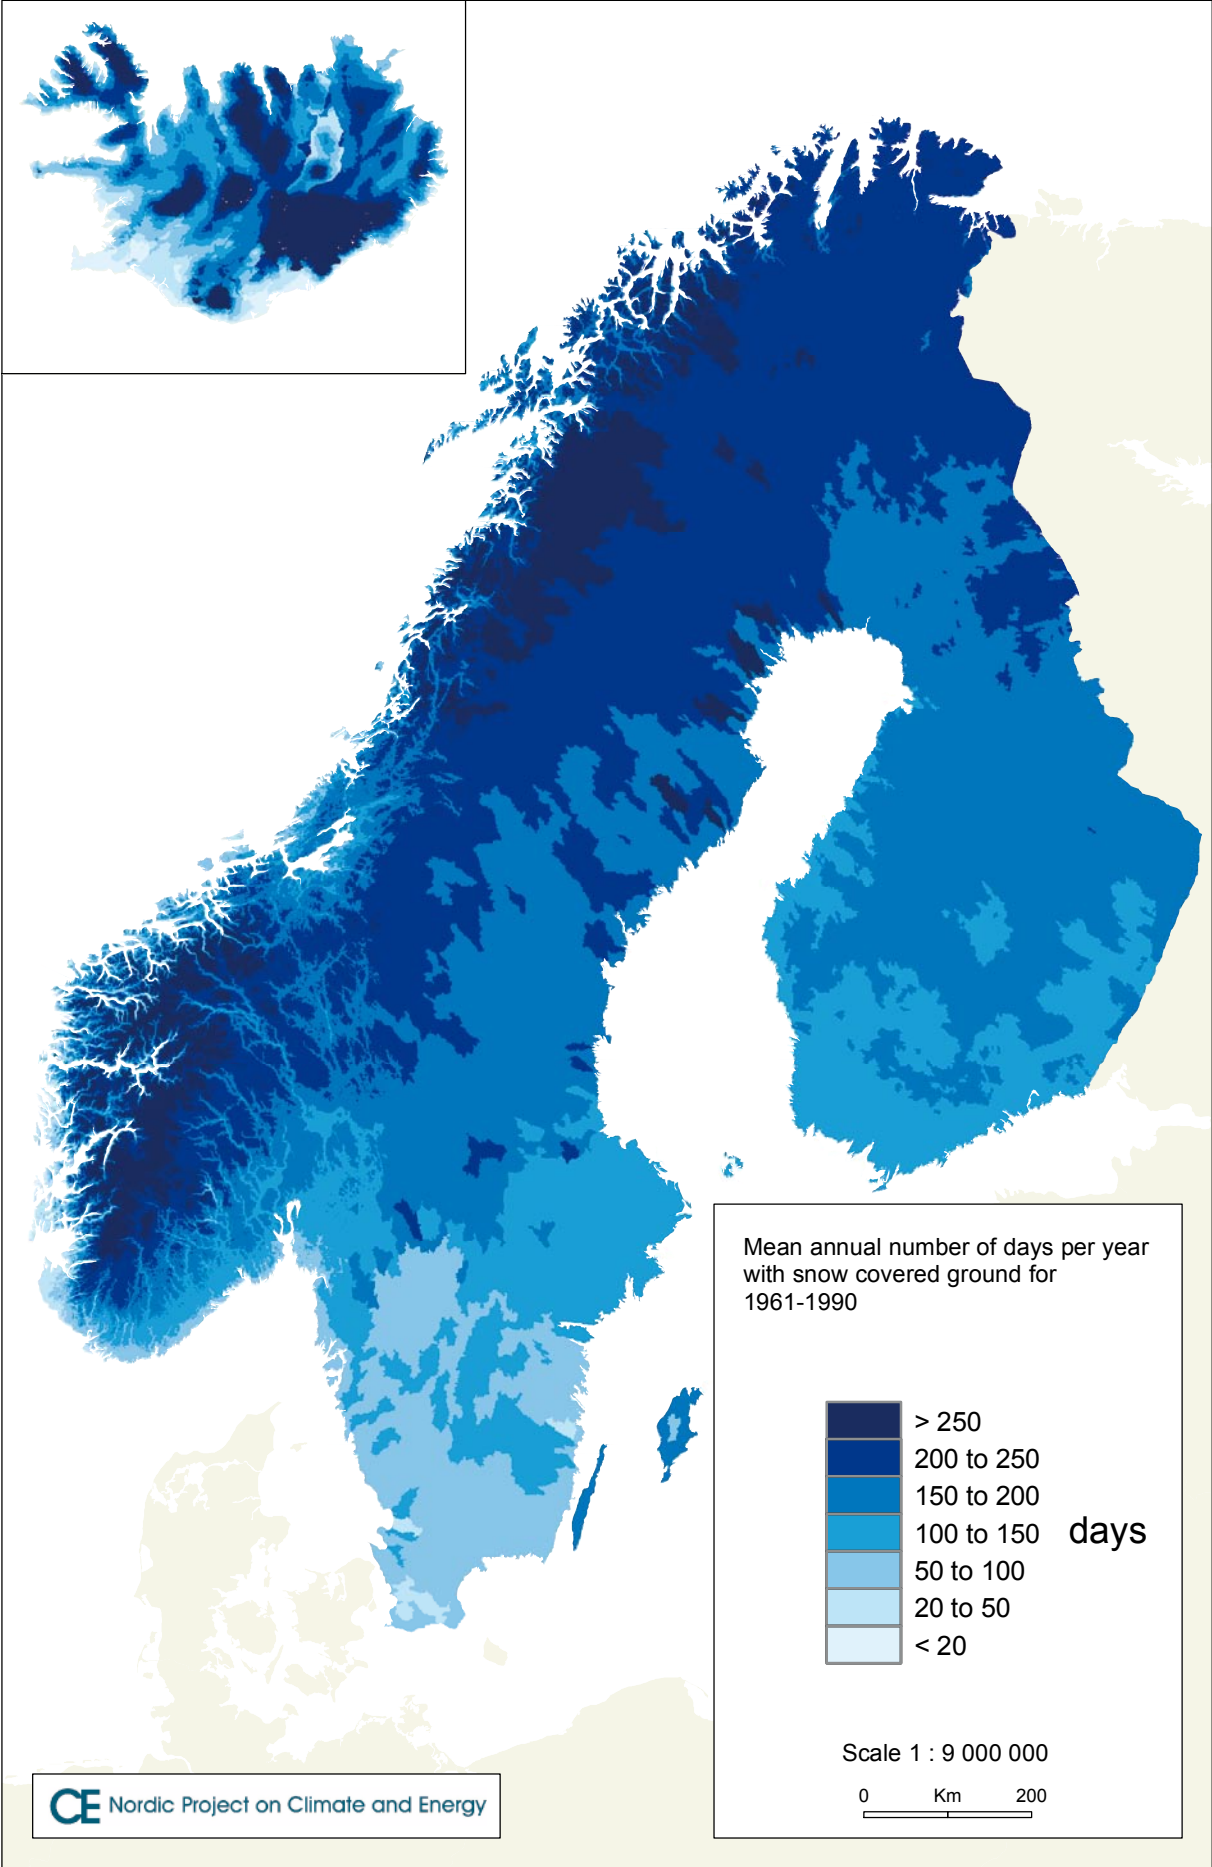 Mean annual number of days per year
with snow covered ground for
1961-1990
> 250
200 to 250
150 to 200
100 to 150 days
50 to 100
20 to 50
< 20
Scale 1 : 9 000 000
0 Km 200
CE Nordic Project on Climate and Energy